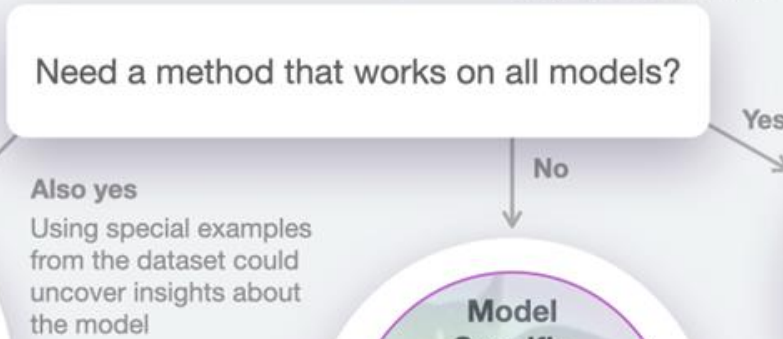 Need a method that works on all models?
Yes
No
Also yes
Using special examples
from the dataset could
uncover insights about
the model
Model